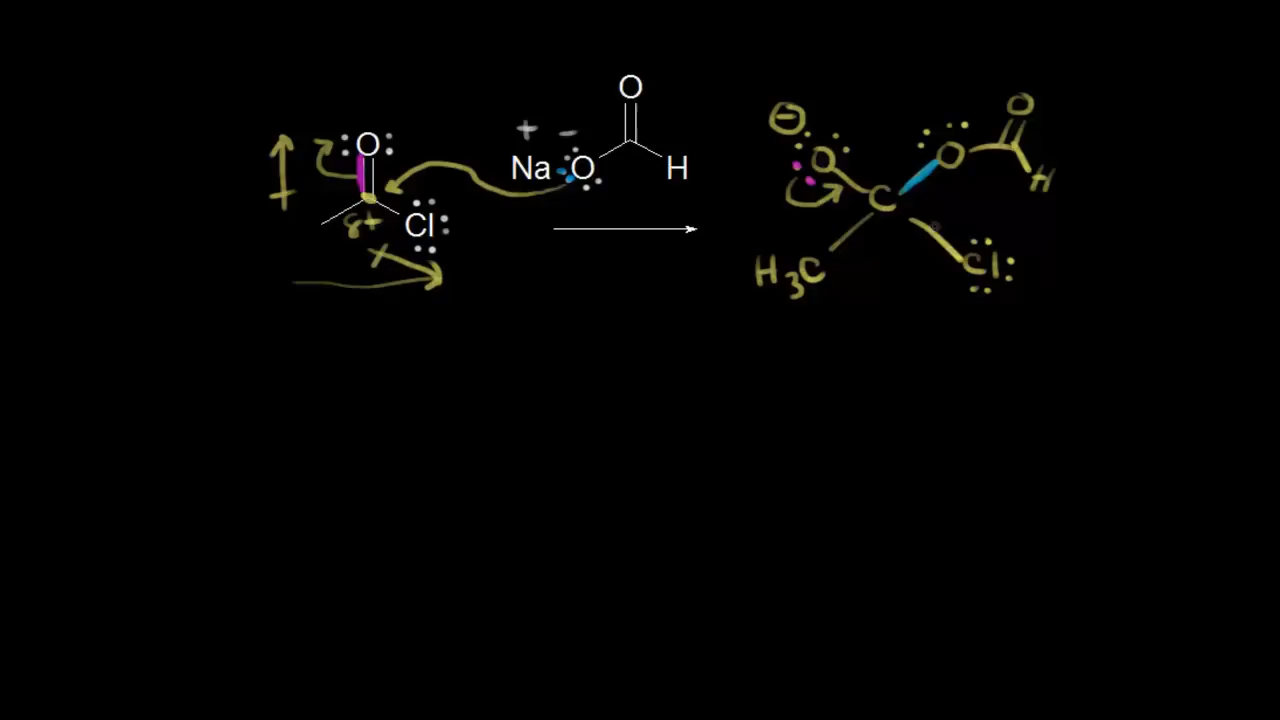 O
O
Na O H
+ −
δ+ Cl
⊖
O O O
C H
H₃C Cl